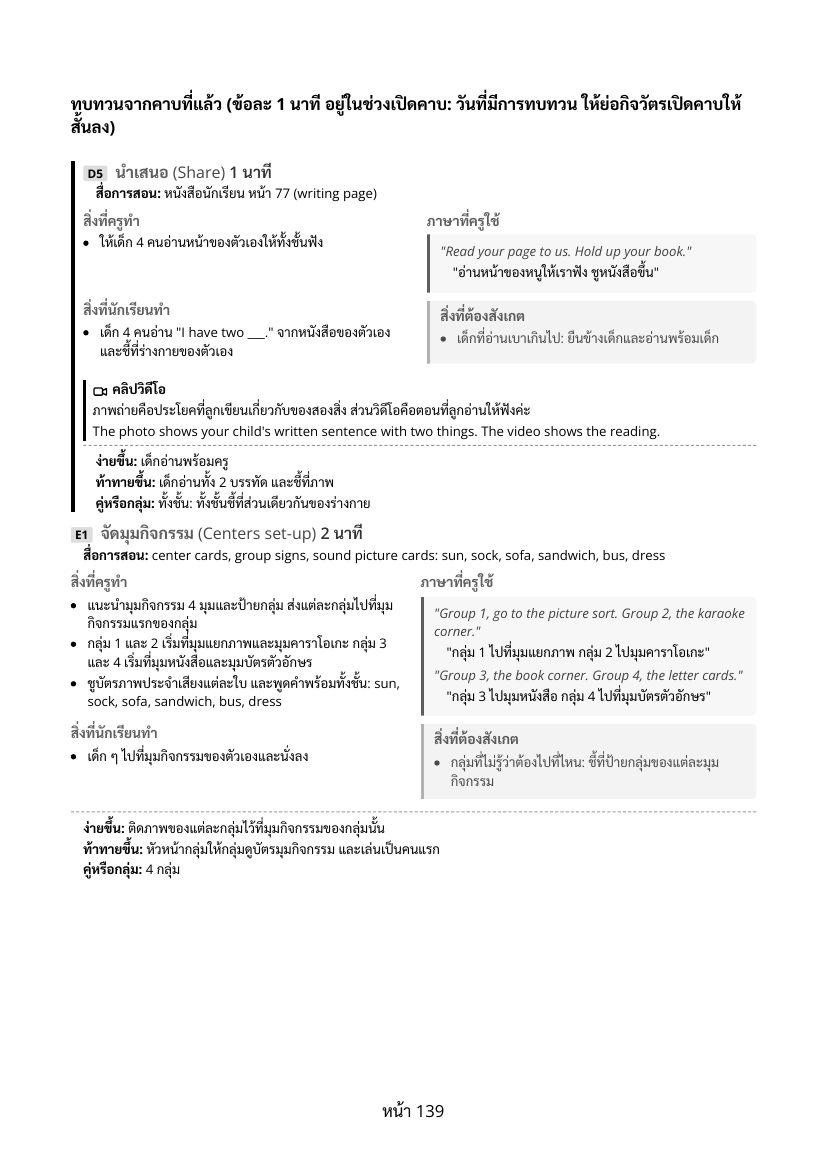 ทบทวนจากคาบที่แล้ว (ข้อละ 1 นาที อยู่ในช่วงเปิดคาบ: วันที่มีการทบทวน ให้ย่อกิจวัตรเปิดคาบให้
สั้นลง)
D5 นำเสนอ (Share) 1 นาที
สื่อการสอน: หนังสือนักเรียน หน้า 77 (writing page)
สิ่งที่ครูทำ
• ให้เด็ก 4 คนอ่านหน้าของตัวเองให้ทั้งชั้นฟัง
ภาษาที่ครูใช้
"Read your page to us. Hold up your book."
"อ่านหน้าของหนูให้เราฟัง ชูหนังสือขึ้น"
สิ่งที่นักเรียนทำ
• เด็ก 4 คนอ่าน "I have two ___." จากหนังสือของตัวเอง
และชี้ที่ร่างกายของตัวเอง
สิ่งที่ต้องสังเกต
• เด็กที่อ่านเบาเกินไป: ยืนข้างเด็กและอ่านพร้อมเด็ก
คลิปวิดีโอ
ภาพถ่ายคือประโยคที่ลูกเขียนเกี่ยวกับของสองสิ่ง ส่วนวิดีโอคือตอนที่ลูกอ่านให้ฟังค่ะ
The photo shows your child's written sentence with two things. The video shows the reading.
ง่ายขึ้น: เด็กอ่านพร้อมครู
ท้าทายขึ้น: เด็กอ่านทั้ง 2 บรรทัด และชี้ที่ภาพ
คู่หรือกลุ่ม: ทั้งชั้น: ทั้งชั้นชี้ที่ส่วนเดียวกันของร่างกาย
E1 จัดมุมกิจกรรม (Centers set-up) 2 นาที
สื่อการสอน: center cards, group signs, sound picture cards: sun, sock, sofa, sandwich, bus, dress
สิ่งที่ครูทำ
• แนะนำมุมกิจกรรม 4 มุมและป้ายกลุ่ม ส่งแต่ละกลุ่มไปที่มุม
กิจกรรมแรกของกลุ่ม
• กลุ่ม 1 และ 2 เริ่มที่มุมแยกภาพและมุมคาราโอเกะ กลุ่ม 3
และ 4 เริ่มที่มุมหนังสือและมุมบัตรตัวอักษร
• ชูบัตรภาพประจำเสียงแต่ละใบ และพูดคำพร้อมทั้งชั้น: sun,
sock, sofa, sandwich, bus, dress
ภาษาที่ครูใช้
"Group 1, go to the picture sort. Group 2, the karaoke
corner."
"กลุ่ม 1 ไปที่มุมแยกภาพ กลุ่ม 2 ไปมุมคาราโอเกะ"
"Group 3, the book corner. Group 4, the letter cards."
"กลุ่ม 3 ไปมุมหนังสือ กลุ่ม 4 ไปที่มุมบัตรตัวอักษร"
สิ่งที่นักเรียนทำ
• เด็ก ๆ ไปที่มุมกิจกรรมของตัวเองและนั่งลง
สิ่งที่ต้องสังเกต
• กลุ่มที่ไม่รู้ว่าต้องไปที่ไหน: ชี้ที่ป้ายกลุ่มของแต่ละมุม
กิจกรรม
ง่ายขึ้น: ติดภาพของแต่ละกลุ่มไว้ที่มุมกิจกรรมของกลุ่มนั้น
ท้าทายขึ้น: หัวหน้ากลุ่มให้กลุ่มดูบัตรมุมกิจกรรม และเล่นเป็นคนแรก
คู่หรือกลุ่ม: 4 กลุ่ม
หน้า 139